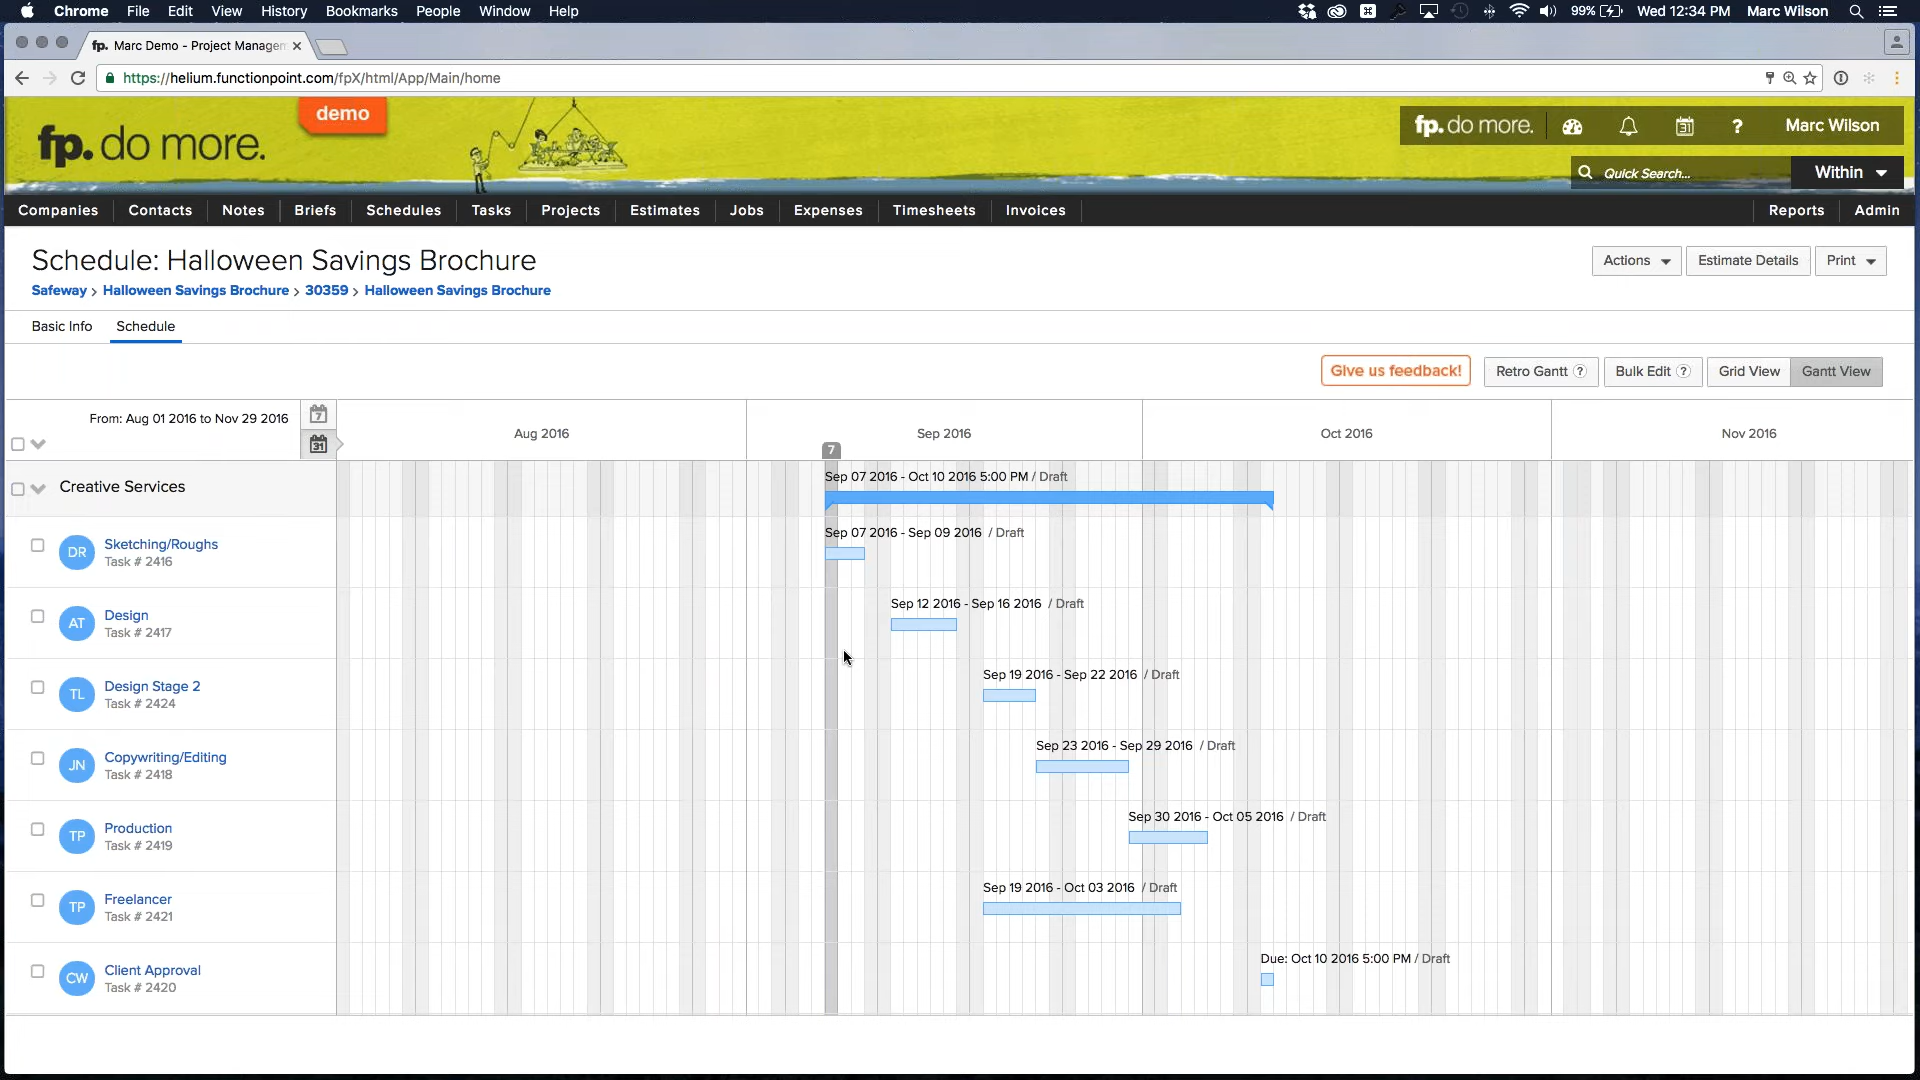 Chrome File Edit View History Bookmarks People Window Help 99% Wed 12:34 PM Marc Wilson
fp. Marc Demo - Project Managem
https://helium.functionpoint.com/fpX/html/App/Main/home
demo
fp. do more.
fp. do more. 31 ? Marc Wilson
Quick Search... Within
Companies Contacts Notes Briefs Schedules Tasks Projects Estimates Jobs Expenses Timesheets Invoices Reports Admin
Schedule: Halloween Savings Brochure
Actions Estimate Details Print
Safeway > Halloween Savings Brochure > 30359 > Halloween Savings Brochure
Basic Info Schedule
Give us feedback! Retro Gantt ? Bulk Edit ? Grid View Gantt View
From: Aug 01 2016 to Nov 29 2016 7
31
Aug 2016 Sep 2016 Oct 2016 Nov 2016
7
Creative Services
Sep 07 2016 - Oct 10 2016 5:00 PM / Draft
DR Sketching/Roughs
Task # 2416
Sep 07 2016 - Sep 09 2016 / Draft
AT Design
Task # 2417
Sep 12 2016 - Sep 16 2016 / Draft
TL Design Stage 2
Task # 2424
Sep 19 2016 - Sep 22 2016 / Draft
JN Copywriting/Editing
Task # 2418
Sep 23 2016 - Sep 29 2016 / Draft
TP Production
Task # 2419
Sep 30 2016 - Oct 05 2016 / Draft
TP Freelancer
Task # 2421
Sep 19 2016 - Oct 03 2016 / Draft
CW Client Approval
Task # 2420
Due: Oct 10 2016 5:00 PM / Draft